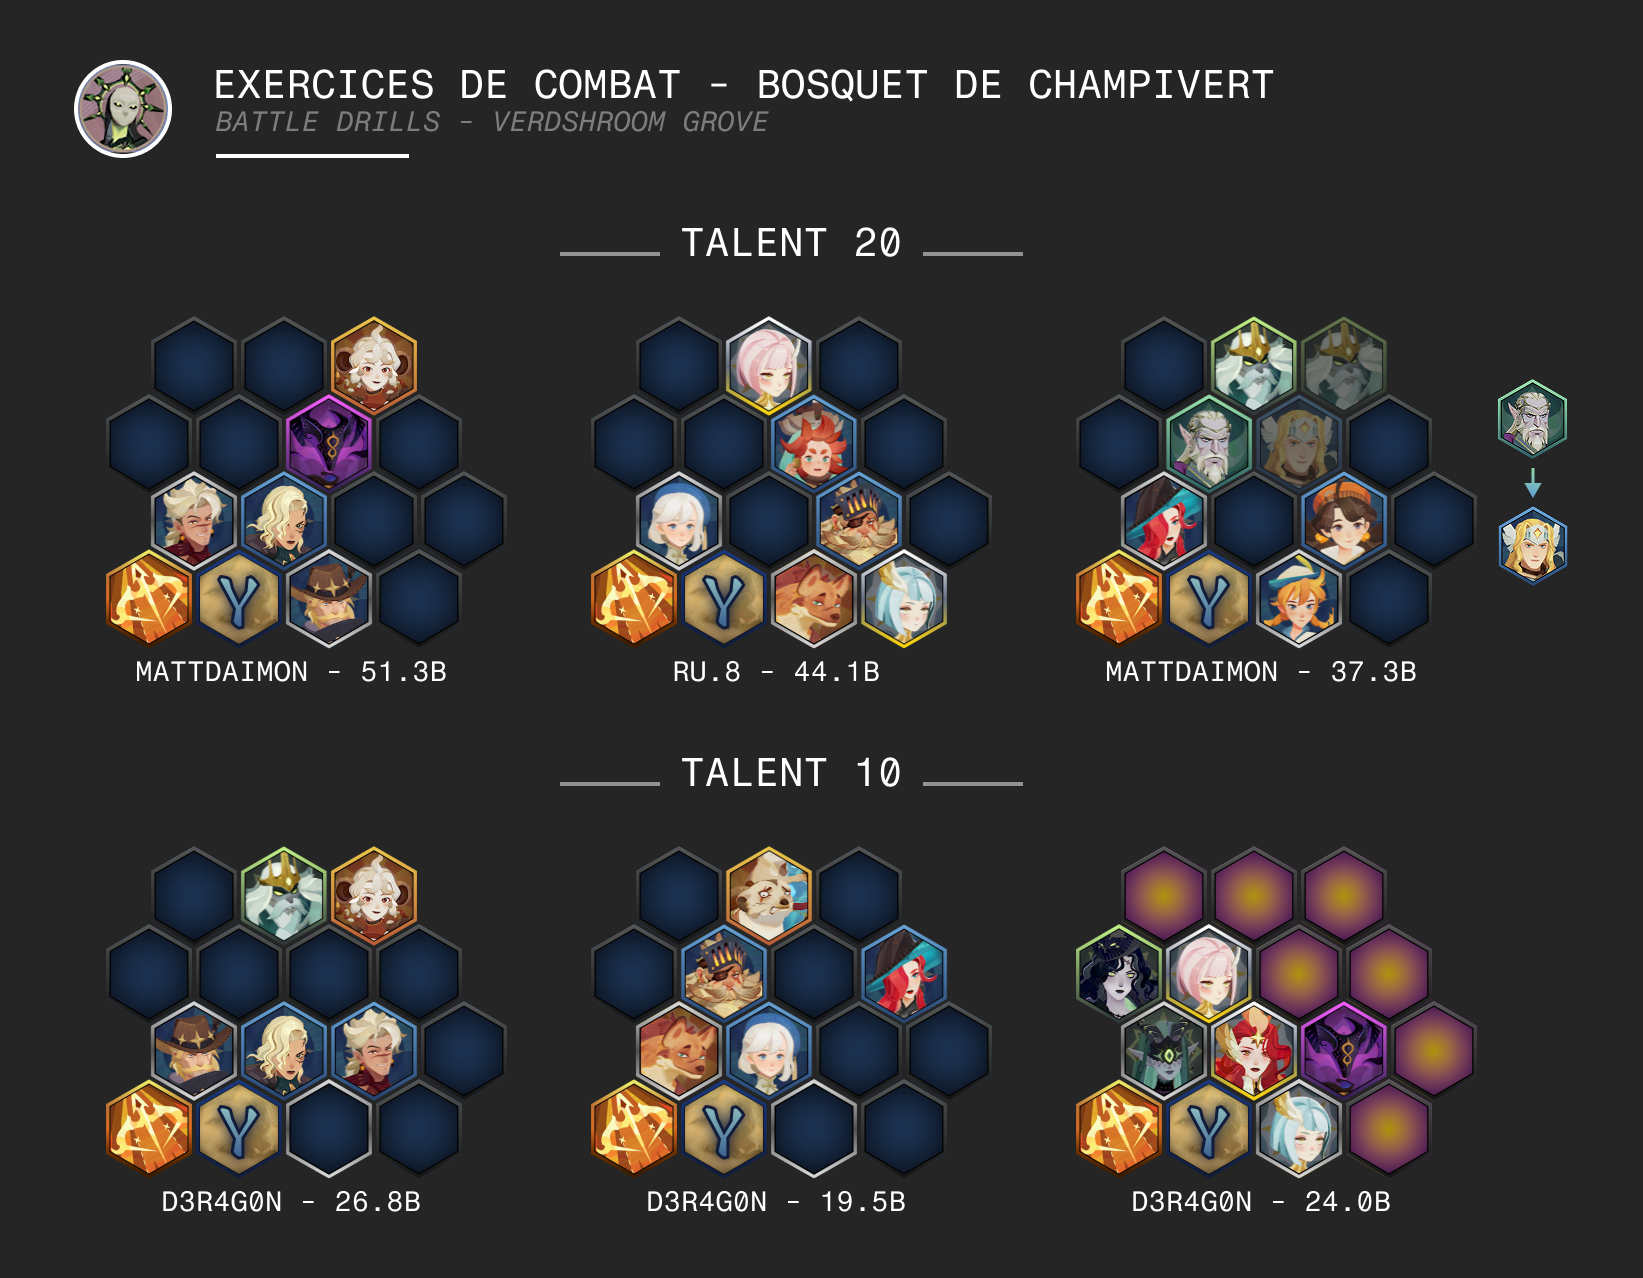 EXERCICES DE COMBAT - BOSQUET DE CHAMPIVERT
BATTLE DRILLS - VERDSHROOM GROVE
TALENT 20
MATTDAIMON - 51.3B
RU.8 - 44.1B
MATTDAIMON - 37.3B
TALENT 10
D3R4G0N - 26.8B
D3R4G0N - 19.5B
D3R4G0N - 24.0B